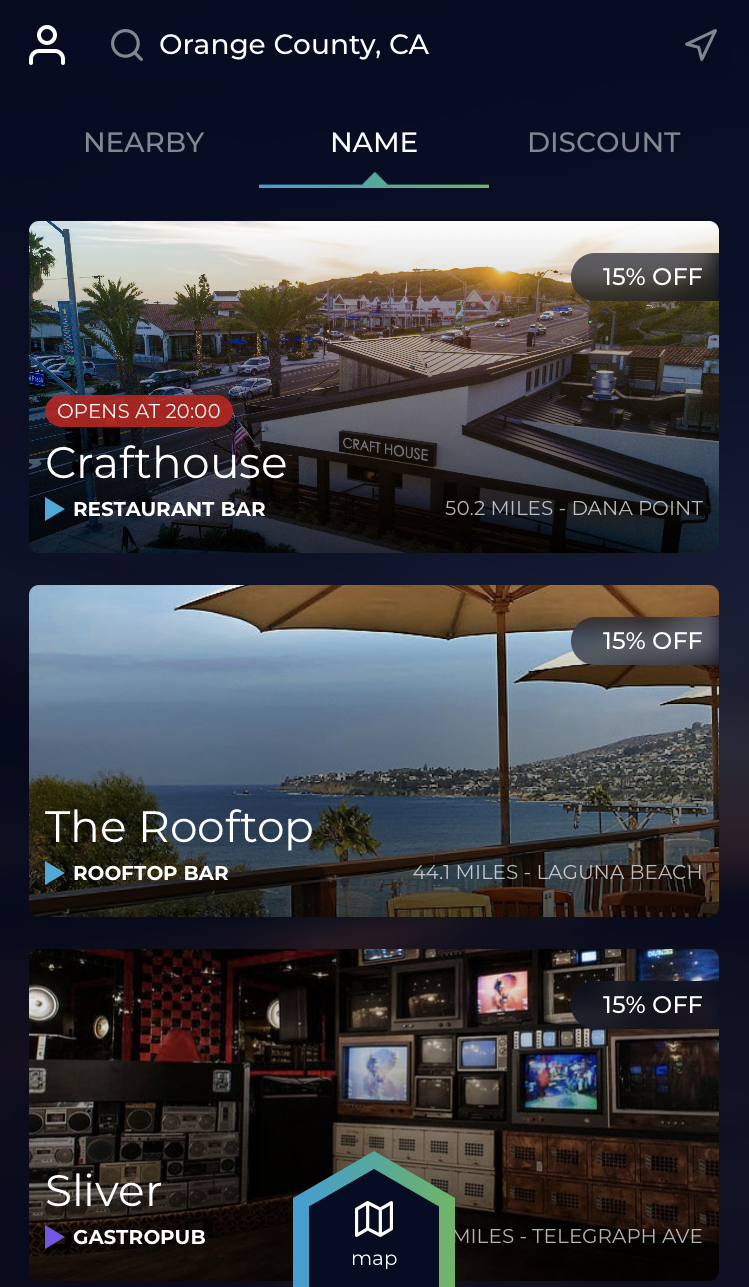 Orange County, CA
NEARBY NAME DISCOUNT
15% OFF
CRAFT HOUSE
OPENS AT 20:00
Crafthouse
RESTAURANT BAR 50.2 MILES - DANA POINT
15% OFF
The Rooftop
ROOFTOP BAR 44.1 MILES - LAGUNA BEACH
15% OFF
Sliver
GASTROPUB MILES - TELEGRAPH AVE
map